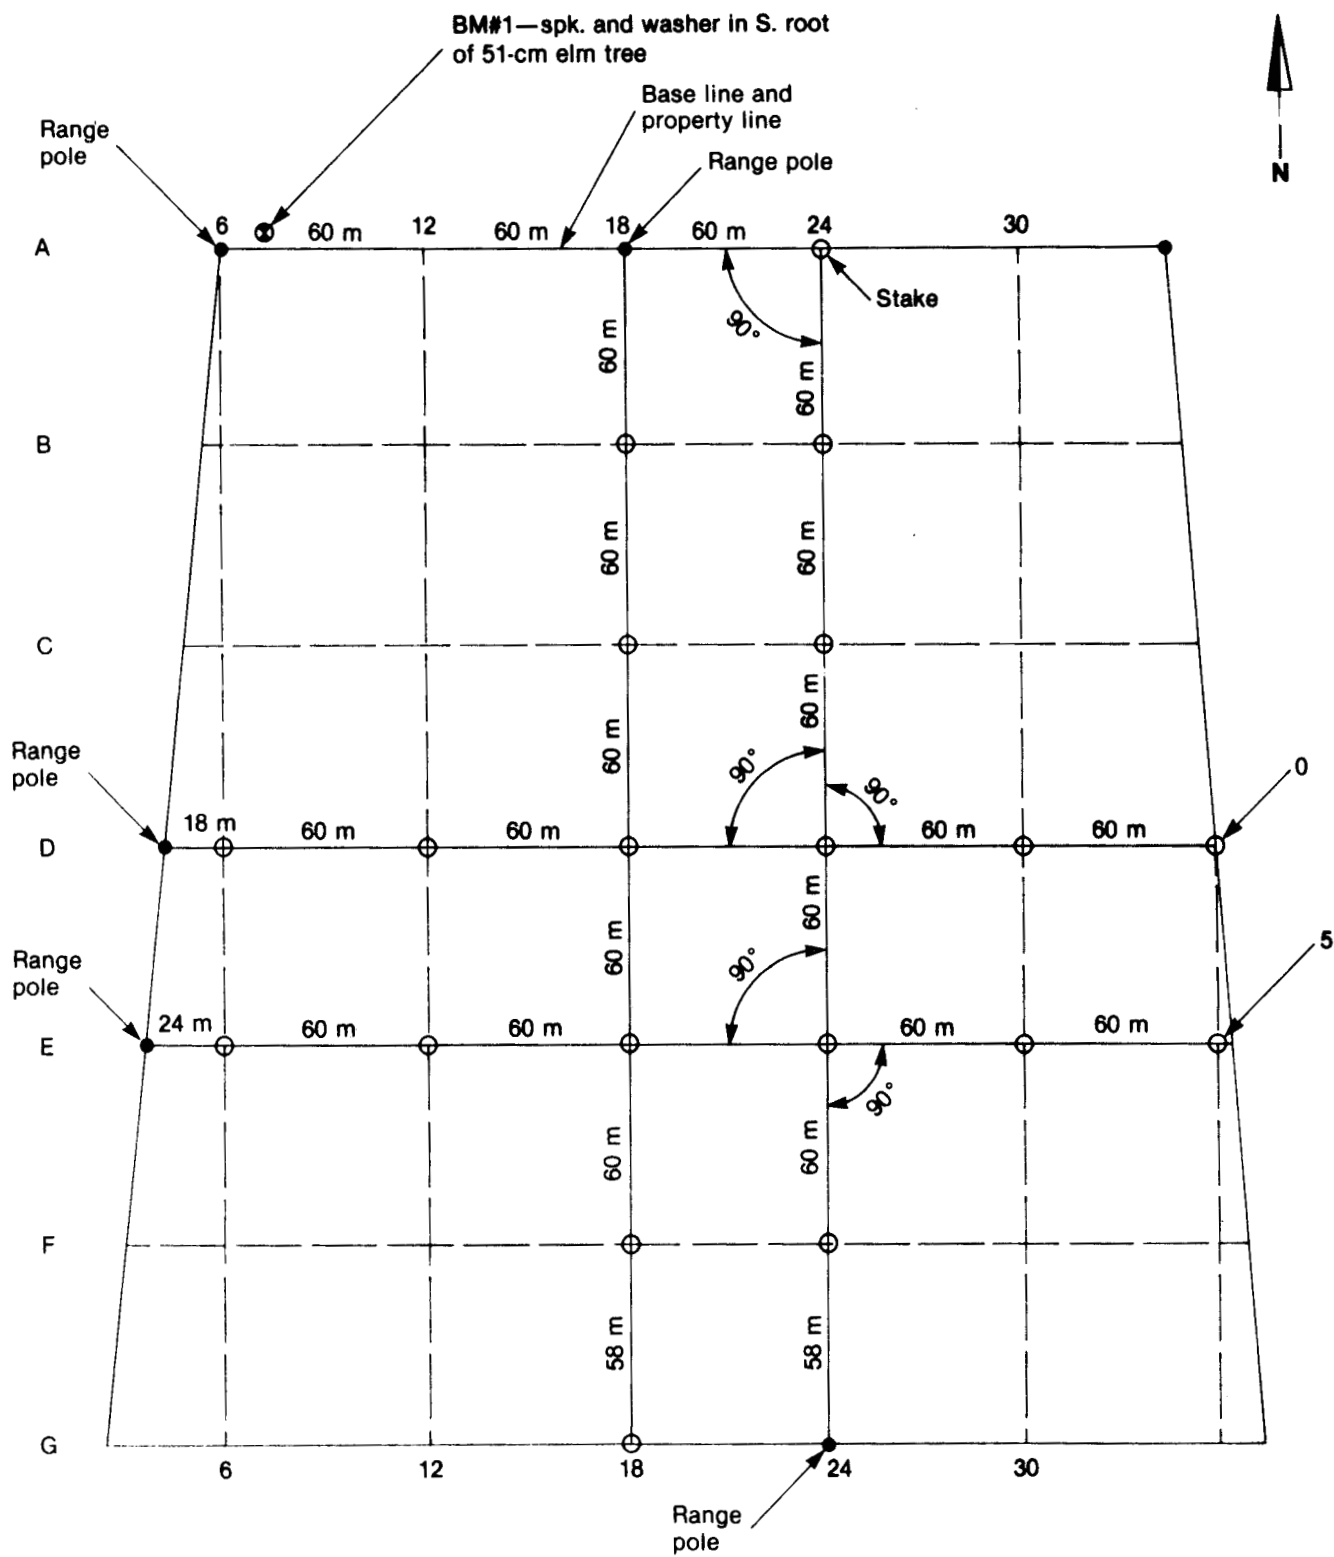 BM#1—spk. and washer in S. root
of 51-cm elm tree
Base line and
property line
Range
pole
Range pole
N
6
12
18
24
30
A
60 m
60 m
60 m
Stake
90°
60 m
60 m
B
60 m
60 m
C
60 m
60 m
90°
90°
Range
pole
0
18 m
60 m
60 m
60 m
60 m
D
60 m
60 m
90°
Range
pole
5
24 m
60 m
60 m
60 m
60 m
E
90°
60 m
60 m
F
58 m
58 m
G
6
12
18
24
30
Range
pole